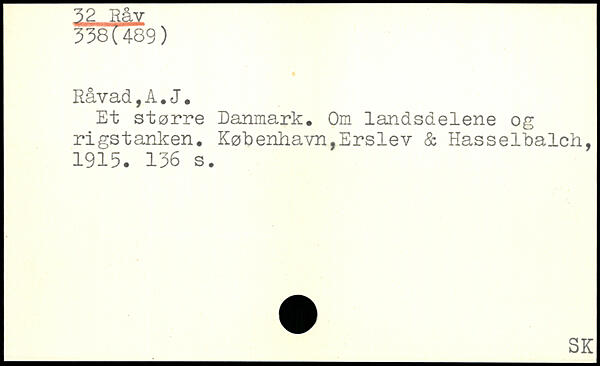 32 Råv
338(489)
Råvad,A.J.
Et større Danmark. Om landsdelene og
rigstanken. København,Erslev & Hasselbalch,
1915. 136 s.
SK